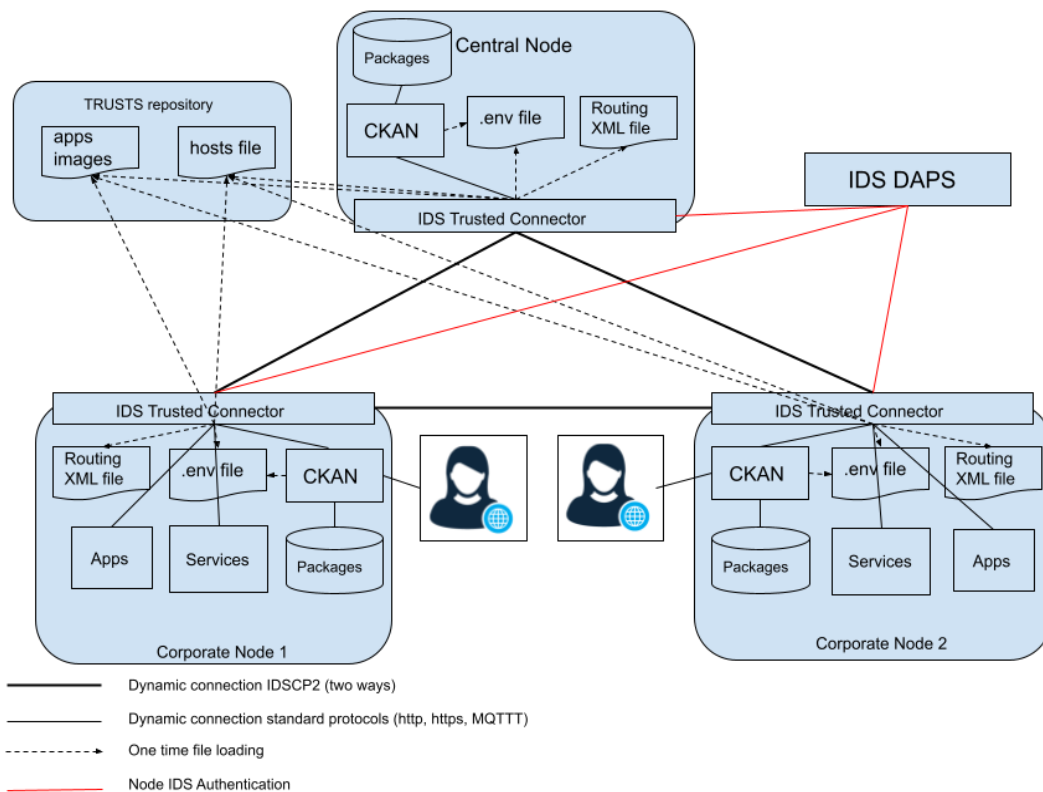 Central Node
Packages
CKAN
.env file
Routing
XML file
IDS Trusted Connector
TRUSTS repository
apps
images
hosts file
IDS DAPS
IDS Trusted Connector
Routing
XML file
.env file
CKAN
Apps
Services
Packages
Corporate Node 1
IDS Trusted Connector
CKAN
.env file
Routing
XML file
Packages
Services
Apps
Corporate Node 2
Dynamic connection IDSCP2 (two ways)
Dynamic connection standard protocols (http, https, MQTTT)
One time file loading
Node IDS Authentication